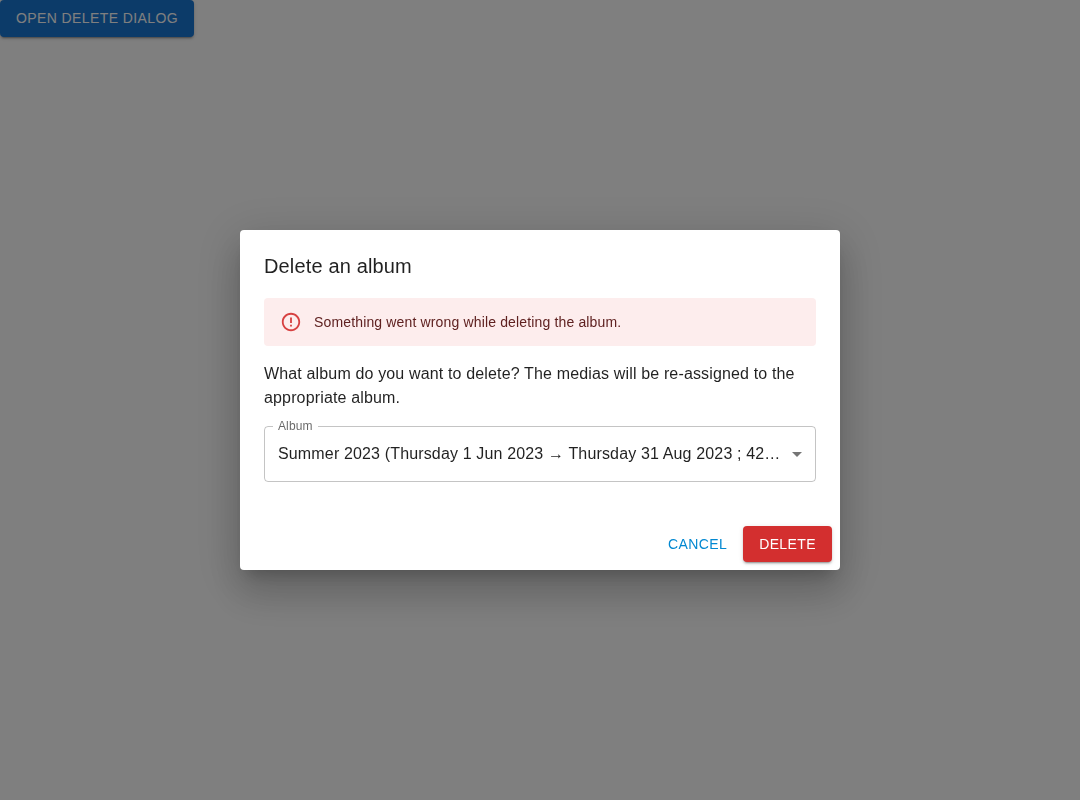 OPEN DELETE DIALOG
Delete an album
Something went wrong while deleting the album.
What album do you want to delete? The medias will be re-assigned to the
appropriate album.
Album
Summer 2023 (Thursday 1 Jun 2023 → Thursday 31 Aug 2023 ; 42…
CANCEL
DELETE